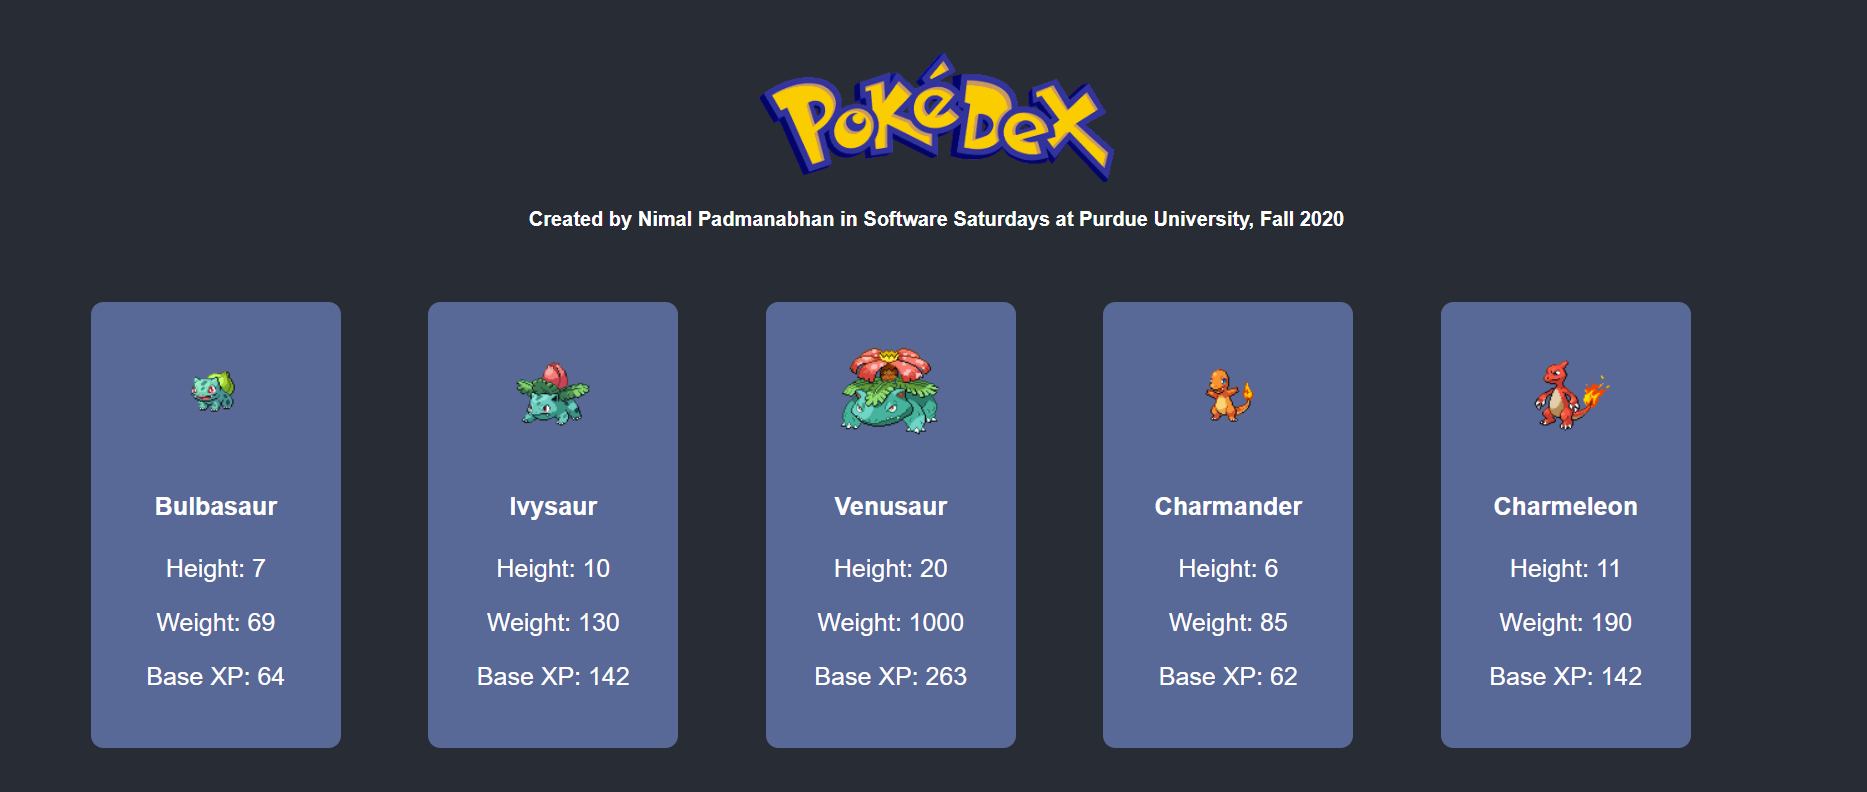 PokéDex
Created by Nimal Padmanabhan in Software Saturdays at Purdue University, Fall 2020
Bulbasaur
Height: 7
Weight: 69
Base XP: 64
Ivysaur
Height: 10
Weight: 130
Base XP: 142
Venusaur
Height: 20
Weight: 1000
Base XP: 263
Charmander
Height: 6
Weight: 85
Base XP: 62
Charmeleon
Height: 11
Weight: 190
Base XP: 142